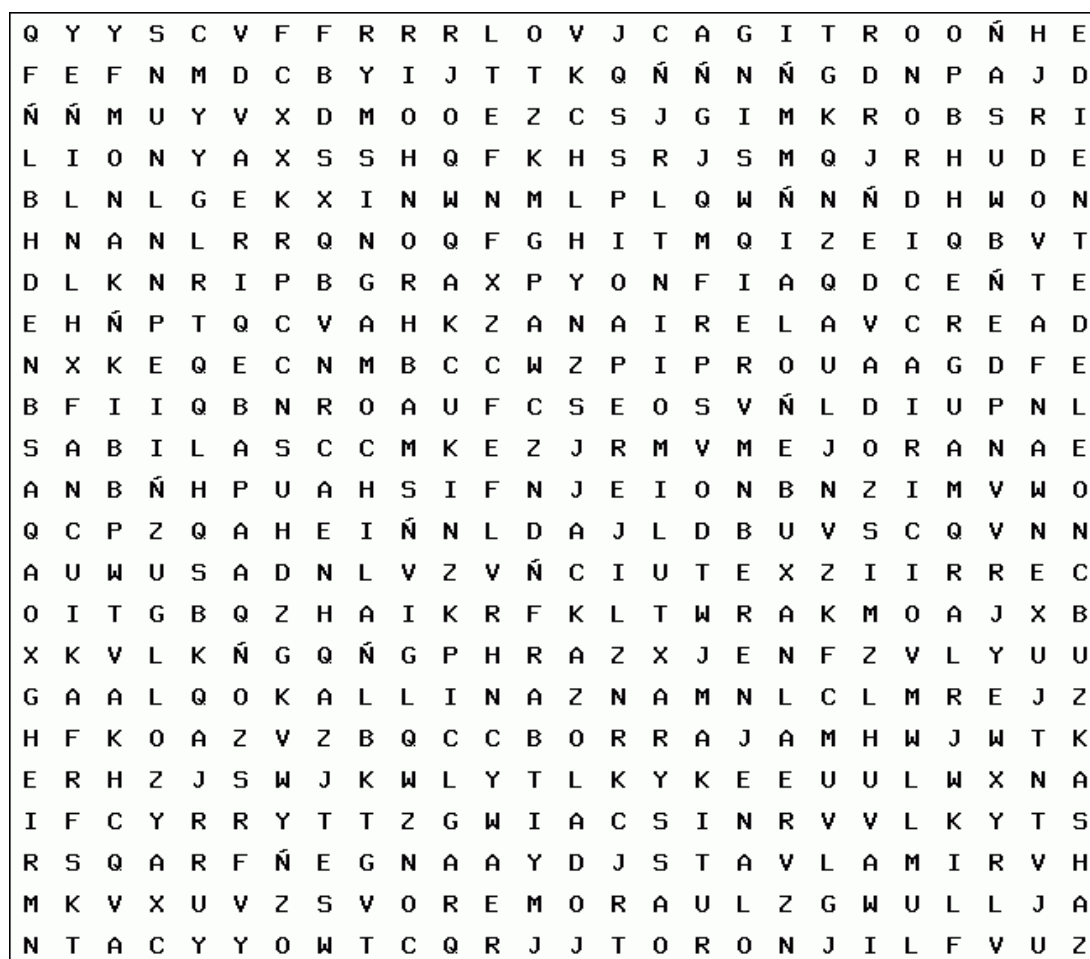 Q Y Y S C V F F R R R L O V J C A G I T R O O Ñ H E
F E F N M D C B Y I J T T K Q Ñ Ñ N Ñ G D N P A J D
Ñ Ñ M U Y V X D M O O E Z C S J G I M K R O B S R I
L I O N Y A X S S H Q F K H S R J S M Q J R H U D E
B L N L G E K X I N W N M L P L Q W Ñ N Ñ D H W O N
H N A N L R R Q N O Q F G H I T M Q I Z E I Q B V T
D L K N R I P B G R A X P Y O N F I A Q D C E Ñ T E
E H Ñ P T Q C V A H K Z A N A I R E L A V C R E A D
N X K E Q E C N M B C C W Z P I P R O U A A G D F E
B F I I Q B N R O A U F C S E O S V Ñ L D I U P N L
S A B I L A S C C M K E Z J R M V M E J O R A N A E
A N B Ñ H P U A H S I F N J E I O N B N Z I M V W O
Q C P Z Q A H E I Ñ N L D A J L D B U V S C Q V N N
A U W U S A D N L V Z V Ñ C I U T E X Z I I R R E C
O I T G B Q Z H A I K R F K L T W R A K M O A J X B
X K V L K Ñ G Q Ñ G P H R A Z X J E N F Z V L Y U U
G A A L Q O K A L L I N A Z N A M N L C L M R E J Z
H F K O A Z V Z B Q C C B O R R A J A M H W J W T K
E R H Z J S W J K W L Y T L K Y K E E U U L W X N A
I F C Y R R Y T T Z G W I A C S I N R V V L K Y T S
R S Q A R F Ñ E G N A A Y D J S T A V L A M I R V H
M K V X U V Z S V O R E M O R A U L Z G W U L L J A
N T A C Y Y O W T C Q R J J T O R O N J I L F V U Z